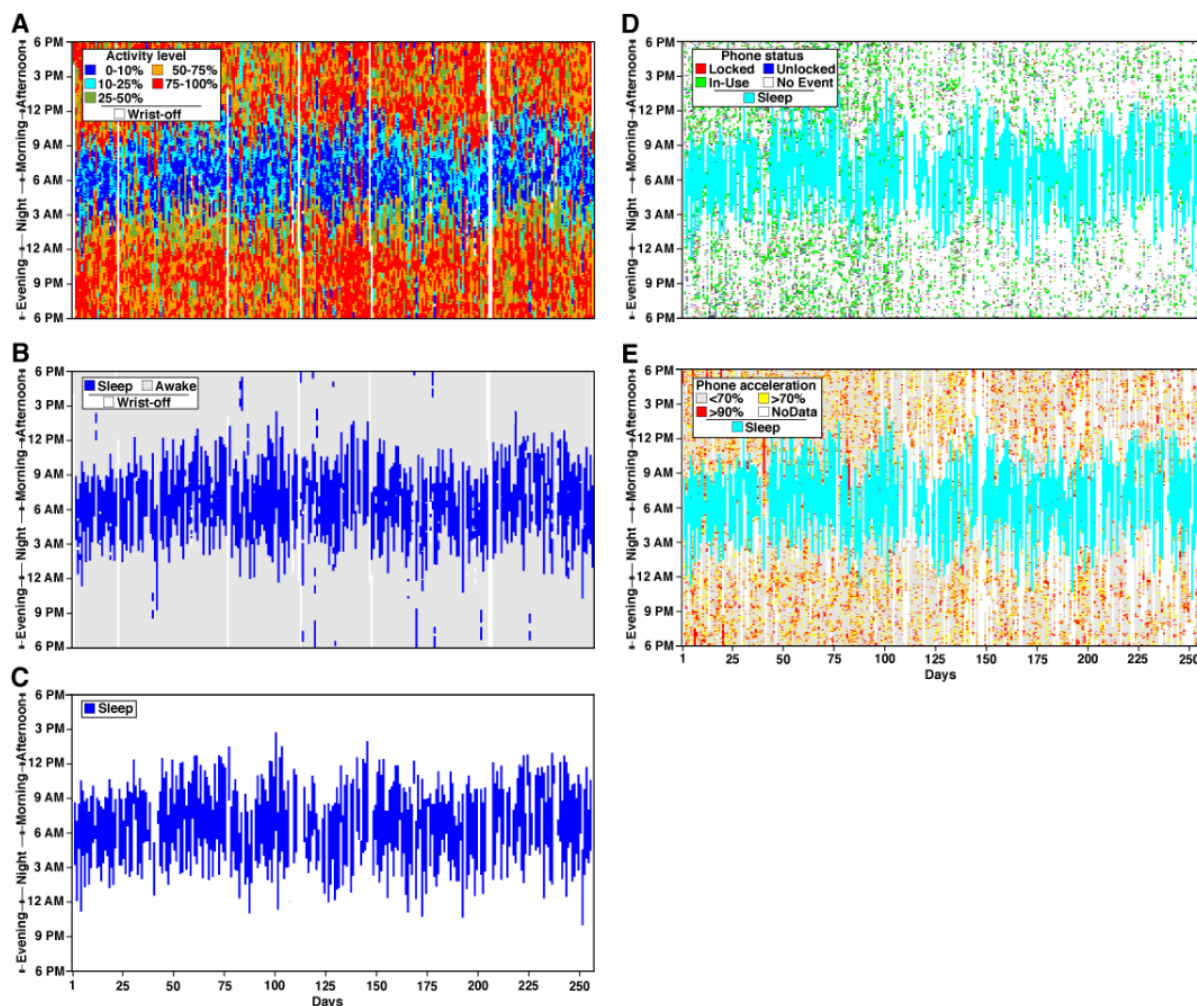 A
Activity level
0-10% 50-75%
10-25% 75-100%
25-50%
Wrist-off
6 PM
3 PM
12 PM
9 AM
6 AM
3 AM
12 AM
9 PM
6 PM
Evening Night Morning Afternoon
B
Sleep Awake
Wrist-off
6 PM
3 PM
12 PM
9 AM
6 AM
3 AM
12 AM
9 PM
6 PM
Evening Night Morning Afternoon
C
Sleep
6 PM
3 PM
12 PM
9 AM
6 AM
3 AM
12 AM
9 PM
6 PM
Evening Night Morning Afternoon
1 25 50 75 100 125 150 175 200 225 250
Days
D
Phone status
Locked Unlocked
In-Use No Event
Sleep
6 PM
3 PM
12 PM
9 AM
6 AM
3 AM
12 AM
9 PM
6 PM
Evening Night Morning Afternoon
E
Phone acceleration
<70% >70%
>90% NoData
Sleep
6 PM
3 PM
12 PM
9 AM
6 AM
3 AM
12 AM
9 PM
6 PM
Evening Night Morning Afternoon
1 25 50 75 100 125 150 175 200 225 250
Days